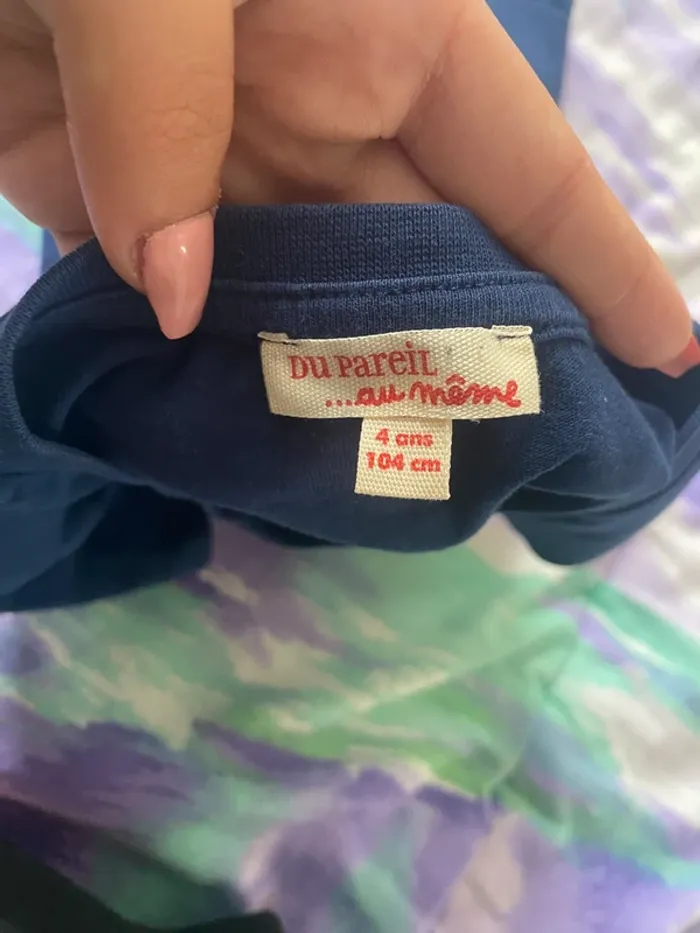 Du Pareil
...au même
4 ans
104 cm